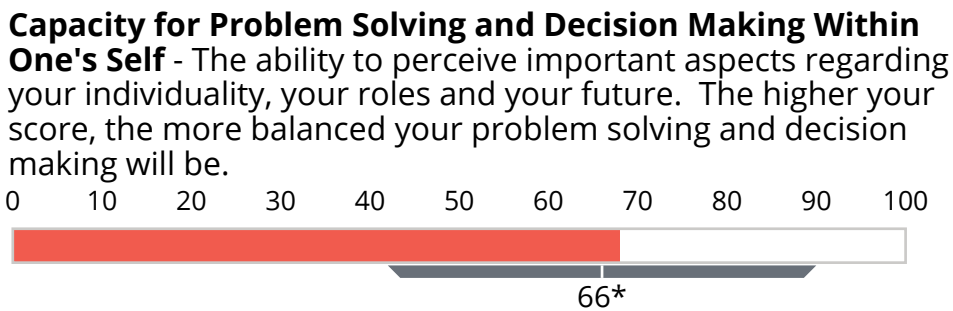 Capacity for Problem Solving and Decision Making Within
One's Self - The ability to perceive important aspects regarding
your individuality, your roles and your future.  The higher your
score, the more balanced your problem solving and decision
making will be.
0 10 20 30 40 50 60 70 80 90 100
66*